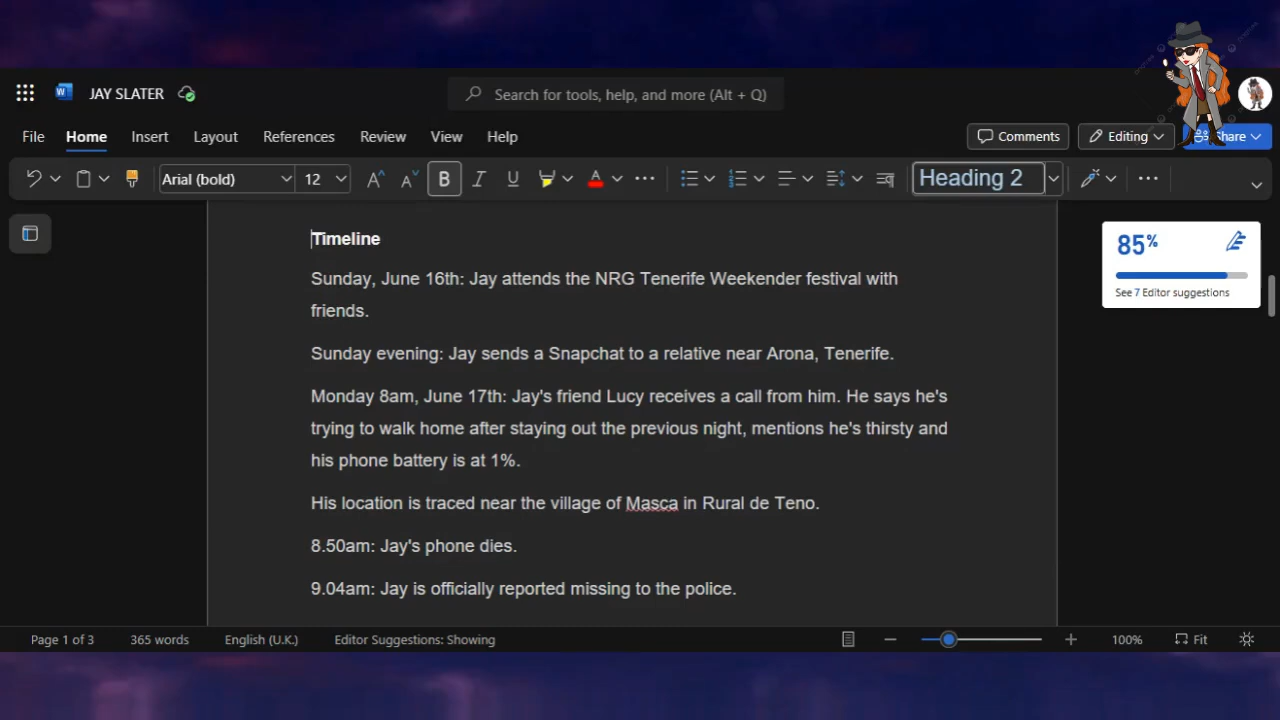 JAY SLATER
Search for tools, help, and more (Alt + Q)
File Home Insert Layout References Review View Help
Comments Editing Share
Arial (bold) 12 B I U A Heading 2
Timeline
85%
See 7 Editor suggestions
Sunday, June 16th: Jay attends the NRG Tenerife Weekender festival with
friends.
Sunday evening: Jay sends a Snapchat to a relative near Arona, Tenerife.
Monday 8am, June 17th: Jay's friend Lucy receives a call from him. He says he's
trying to walk home after staying out the previous night, mentions he's thirsty and
his phone battery is at 1%.
His location is traced near the village of Masca in Rural de Teno.
8.50am: Jay's phone dies.
9.04am: Jay is officially reported missing to the police.
Page 1 of 3 365 words English (U.K.) Editor Suggestions: Showing 100% Fit